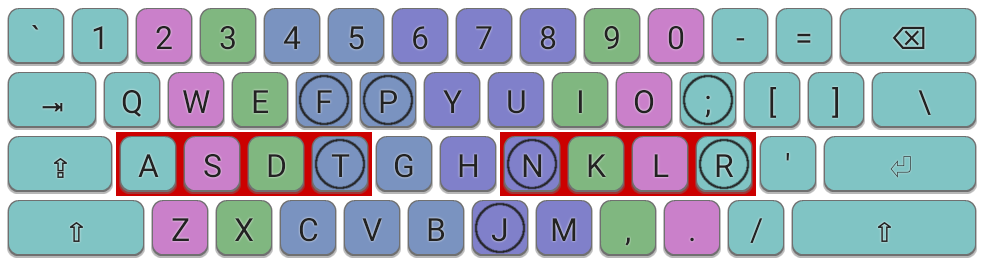 ` 1 2 3 4 5 6 7 8 9 0 - = ⌫
⇥ Q W E F P Y U I O ; [ ] \
⇪ A S D T G H N K L R ' ⏎
⇧ Z X C V B J M , . / ⇧